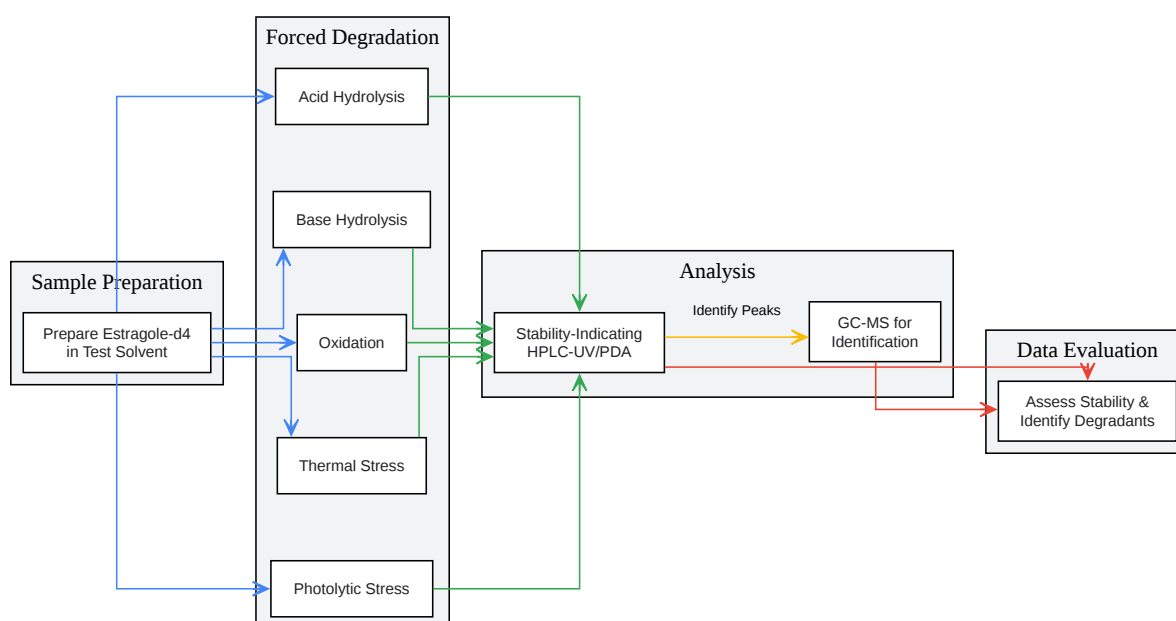 Forced Degradation
Acid Hydrolysis
Base Hydrolysis
Sample Preparation
Prepare Estragole-d4
in Test Solvent
Oxidation
Thermal Stress
Photolytic Stress
Analysis
Stability-Indicating
HPLC-UV/PDA
Identify Peaks
GC-MS for
Identification
Data Evaluation
Assess Stability &
Identify Degradants